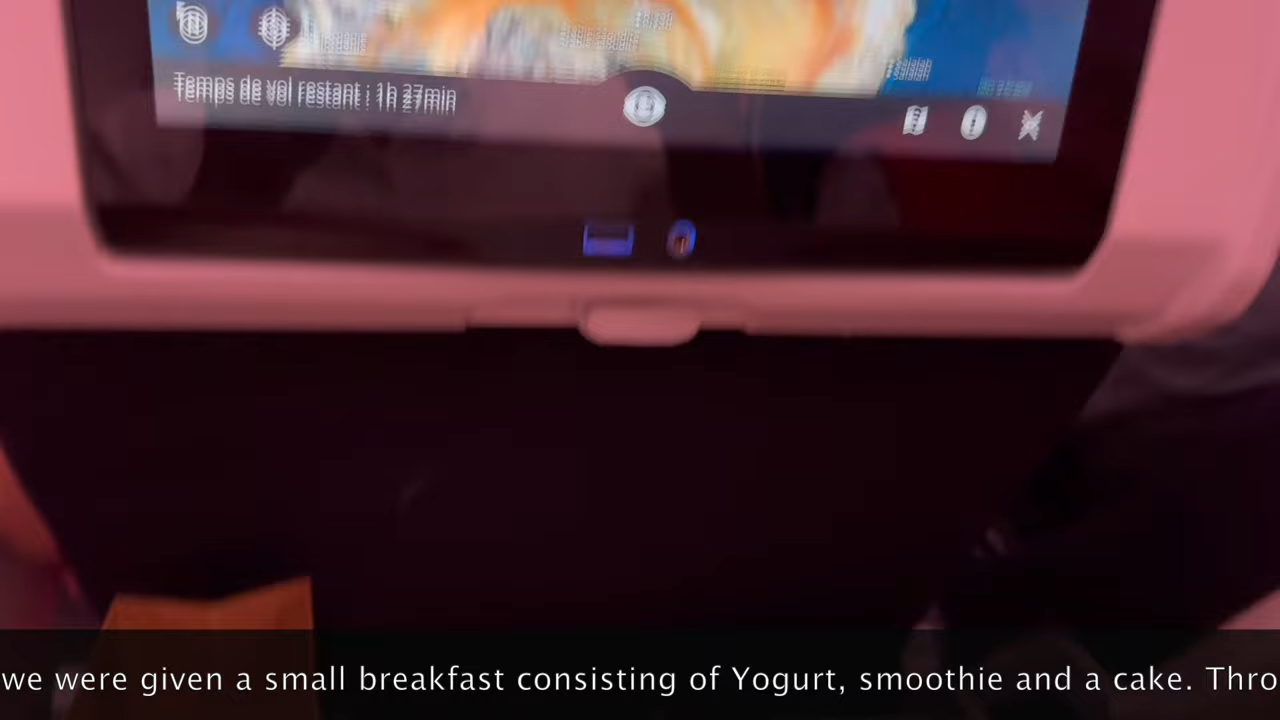 Temps de vol restant : 1h 27min
we were given a small breakfast consisting of Yogurt, smoothie and a cake. Thro